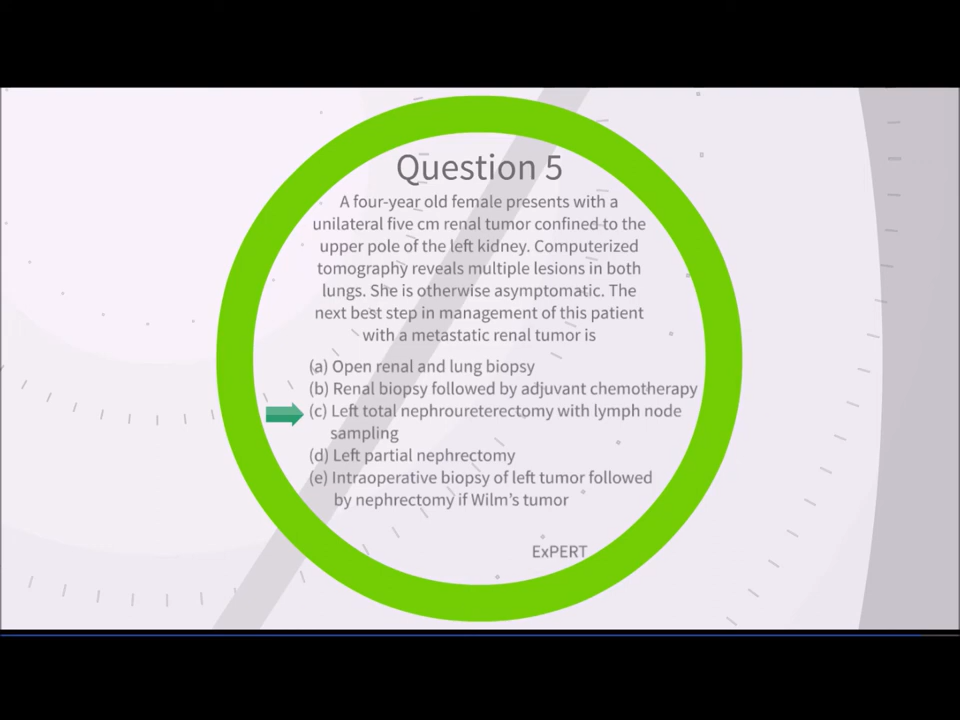 Question 5
A four-year old female presents with a
unilateral five cm renal tumor confined to the
upper pole of the left kidney. Computerized
tomography reveals multiple lesions in both
lungs. She is otherwise asymptomatic. The
next best step in management of this patient
with a metastatic renal tumor is
(a) Open renal and lung biopsy
(b) Renal biopsy followed by adjuvant chemotherapy
(c) Left total nephroureterectomy with lymph node
sampling
(d) Left partial nephrectomy
(e) Intraoperative biopsy of left tumor followed
by nephrectomy if Wilm's tumor
ExPERT